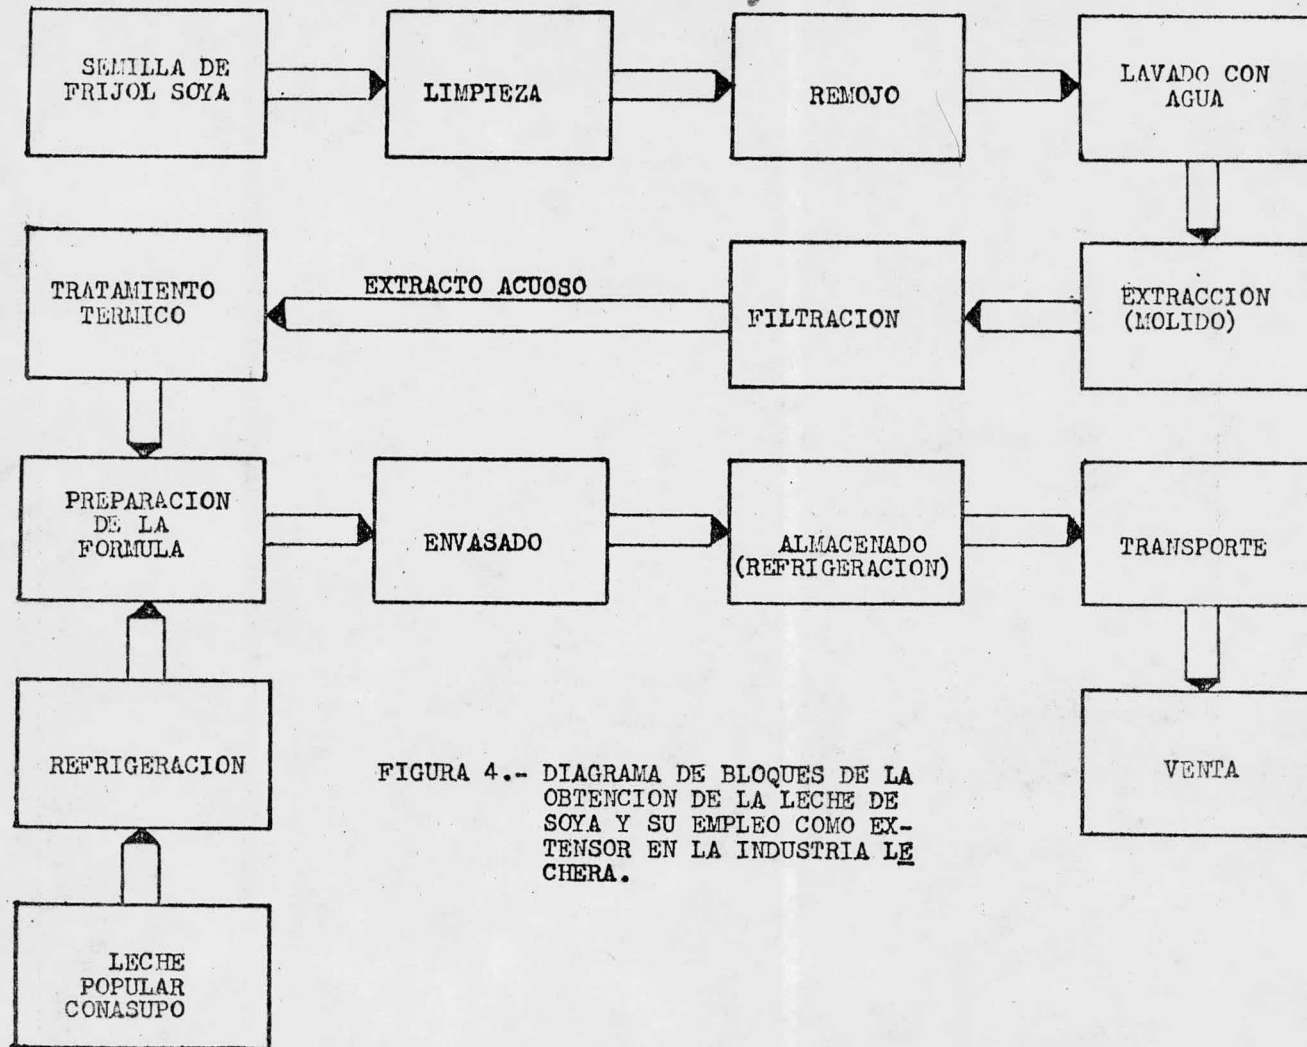 SEMILLA DE
FRIJOL SOYA
LIMPIEZA
REMOJO
LAVADO CON
AGUA
TRATAMIENTO
TERMICO
EXTRACTO ACUOSO
FILTRACION
EXTRACCION
(MOLIDO)
PREPARACION
DE LA
FORMULA
ENVASADO
ALMACENADO
(REFRIGERACION)
TRANSPORTE
REFRIGERACION
VENTA
LECHE
POPULAR
CONASUPO
FIGURA 4.- DIAGRAMA DE BLOQUES DE LA
OBTENCION DE LA LECHE DE
SOYA Y SU EMPLEO COMO EX-
TENSOR EN LA INDUSTRIA LE
CHERA.